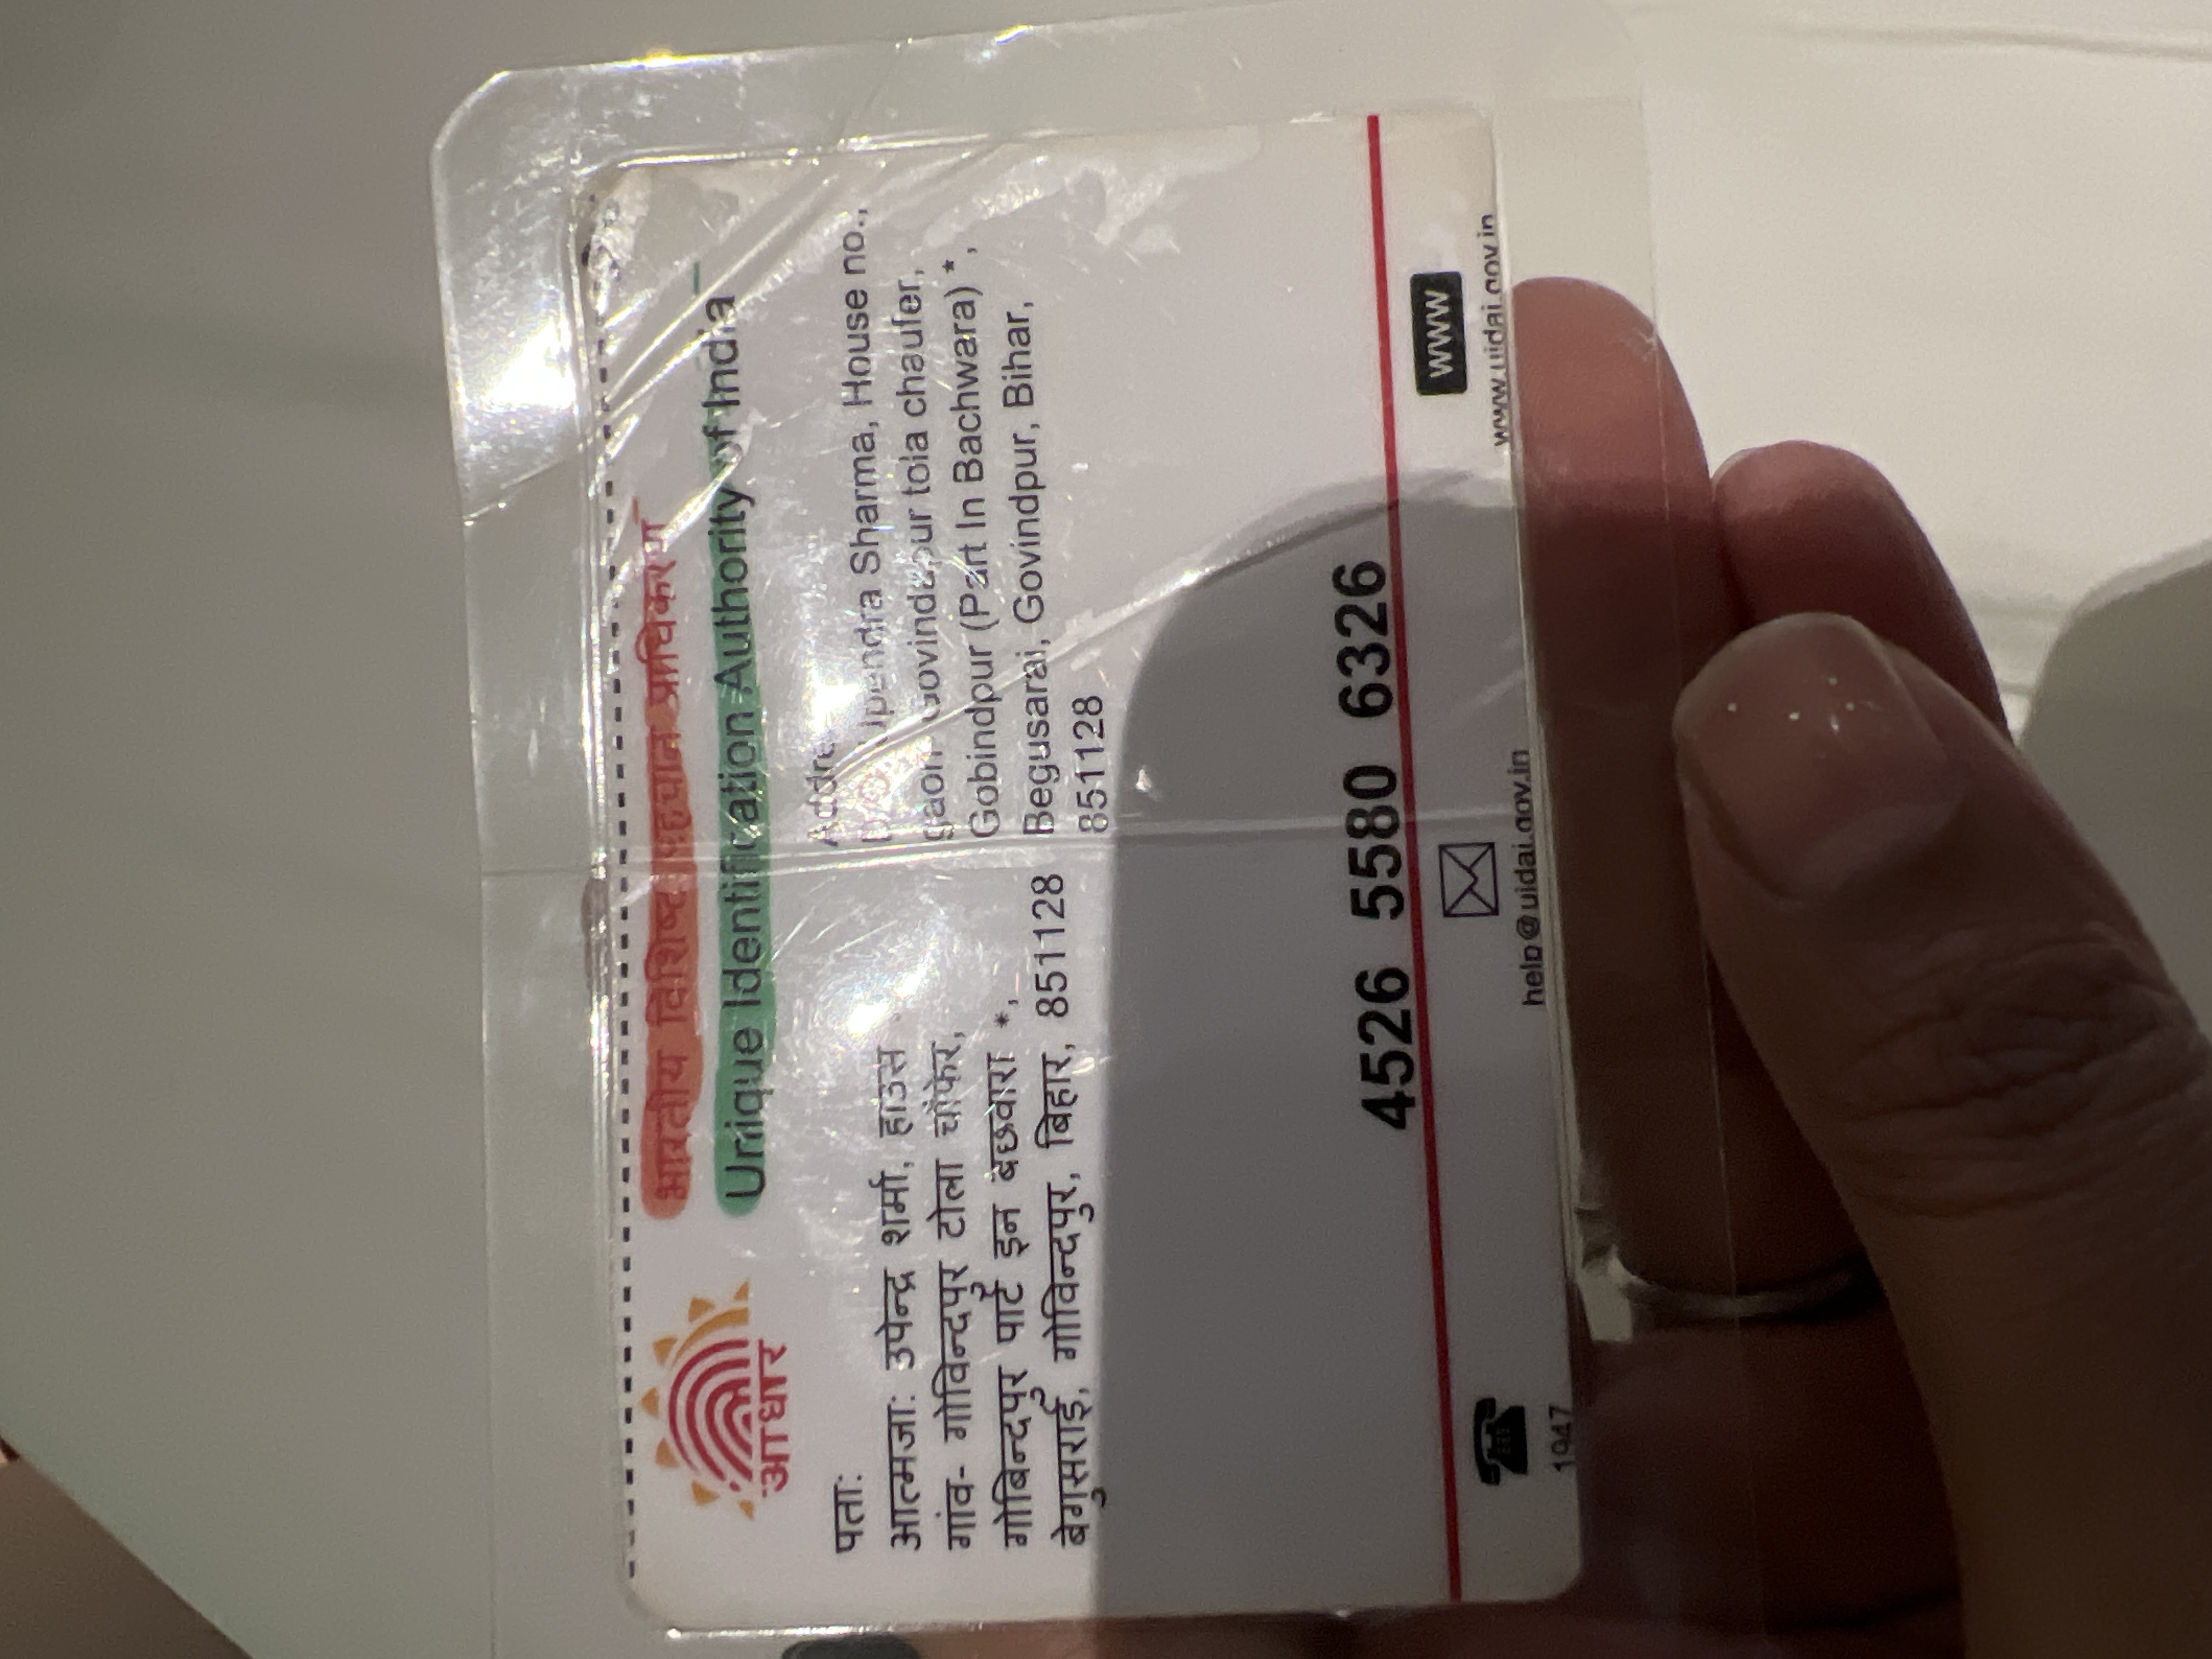 भारतीय विशिष्ट पहचान प्राधिकरण
Unique Identification Authority of India
आधार
पता:
आत्मजा: उपेन्द्र शर्मा, हाउस
गांव- गोविन्दपुर टोला चौफेर,
गोबिन्दपुर पार्ट इन बछवारा *,
बेगुसराई, गोविन्दपुर, बिहार, 851128
Upendra Sharma, House no.,
gaon Govindapur tola chaufer,
Gobindpur (Part In Bachwara) *,
Begusarai, Govindpur, Bihar,
851128
4526 5580 6326
1947
help@uidai.gov.in
WWW
www.uidai.gov.in